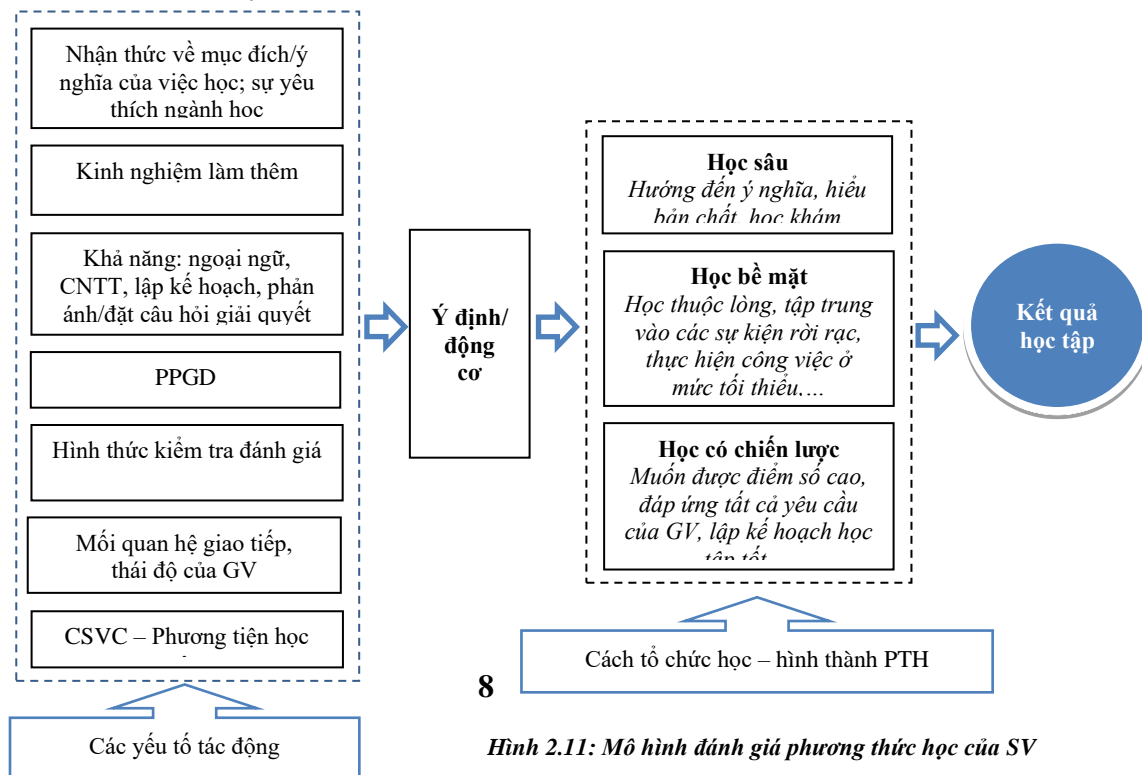 Nhận thức về mục đích/ý
nghĩa của việc học; sự yêu
thích ngành học
Kinh nghiệm làm thêm
Khả năng: ngoại ngữ,
CNTT, lập kế hoạch, phản
ánh/đặt câu hỏi giải quyết
PPGD
Hình thức kiểm tra đánh giá
Mối quan hệ giao tiếp,
thái độ của GV
CSVC – Phương tiện học
Các yếu tố tác động
Ý định/
động
cơ
Học sâu
Hướng đến ý nghĩa, hiểu
bản chất, học khám
Học bề mặt
Học thuộc lòng, tập trung
vào các sự kiện rời rạc,
thực hiện công việc ở
mức tối thiểu,…
Học có chiến lược
Muốn được điểm số cao,
đáp ứng tất cả yêu cầu
của GV, lập kế hoạch học
tập tốt
Cách tổ chức học – hình thành PTH
Kết quả
học tập
8
Hình 2.11: Mô hình đánh giá phương thức học của SV